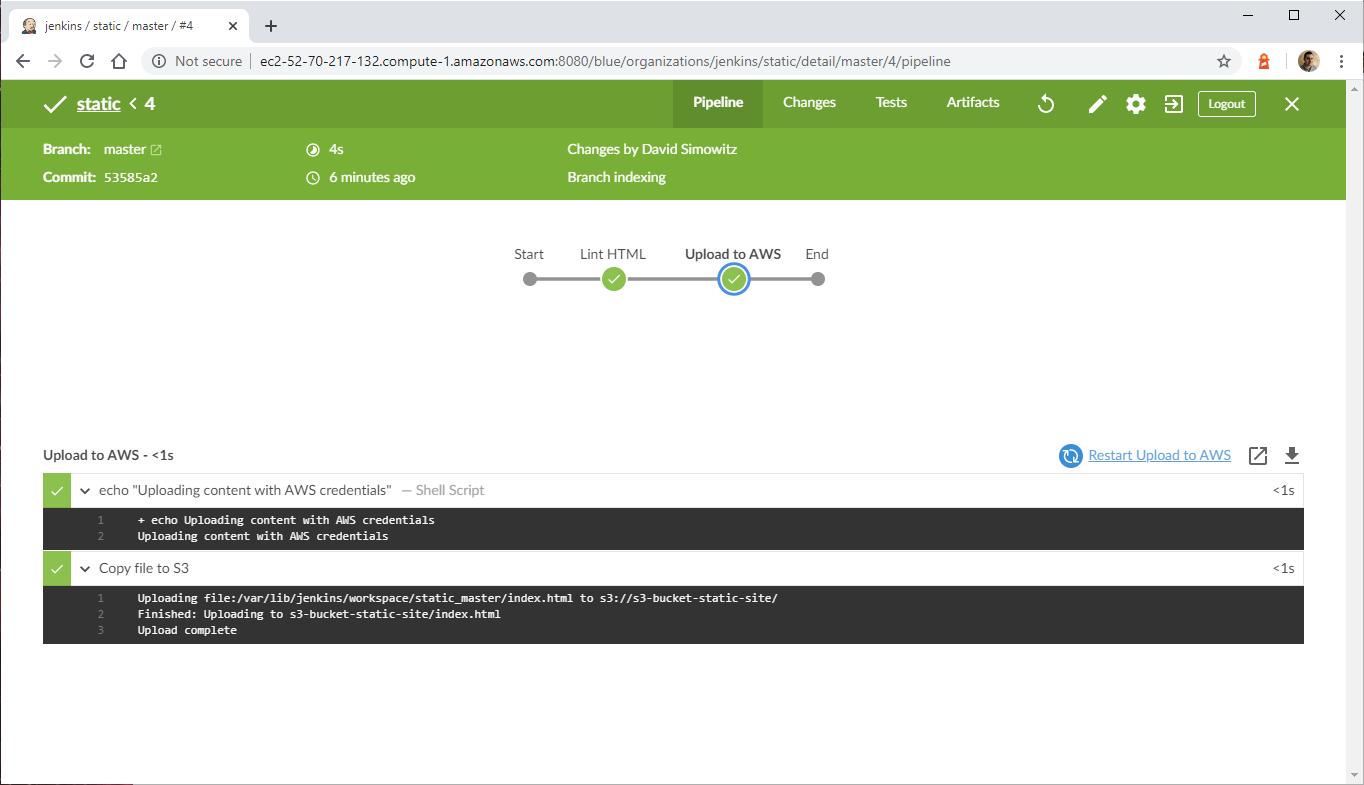 jenkins / static / master / #4
Not secure | ec2-52-70-217-132.compute-1.amazonaws.com:8080/blue/organizations/jenkins/static/detail/master/4/pipeline
static < 4 Pipeline Changes Tests Artifacts Logout
Branch: master 4s Changes by David Simowitz
Commit: 53585a2 6 minutes ago Branch indexing
Start Lint HTML Upload to AWS End
Upload to AWS - <1s Restart Upload to AWS
echo "Uploading content with AWS credentials" — Shell Script <1s
1 + echo Uploading content with AWS credentials
2 Uploading content with AWS credentials
Copy file to S3 <1s
1 Uploading file:/var/lib/jenkins/workspace/static_master/index.html to s3://s3-bucket-static-site/
2 Finished: Uploading to s3-bucket-static-site/index.html
3 Upload complete